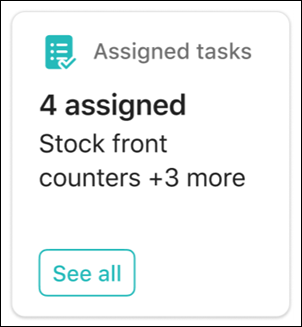 Assigned tasks
4 assigned
Stock front
counters +3 more
See all